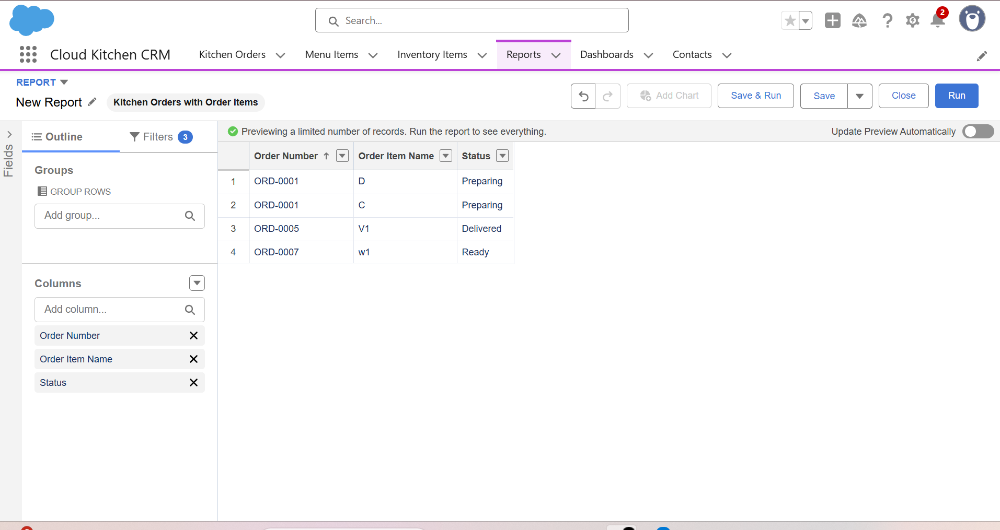 Search...
2
Cloud Kitchen CRM
Kitchen Orders
Menu Items
Inventory Items
Reports
Dashboards
Contacts
REPORT
New Report
Kitchen Orders with Order Items
Add Chart
Save & Run
Save
Close
Run
Fields
Outline
Filters 3
Previewing a limited number of records. Run the report to see everything.
Update Preview Automatically
Groups
GROUP ROWS
Add group...
Columns
Add column...
Order Number
Order Item Name
Status
Order Number Order Item Name Status
1 ORD-0001 D Preparing
2 ORD-0001 C Preparing
3 ORD-0005 V1 Delivered
4 ORD-0007 w1 Ready